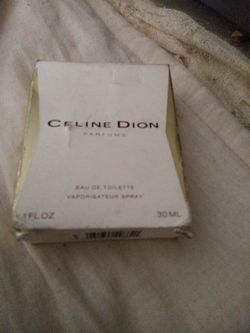 CELINE DION
PARFUMS
EAU DE TOILETTE
VAPORISATEUR SPRAY
1 FL OZ 30 ML